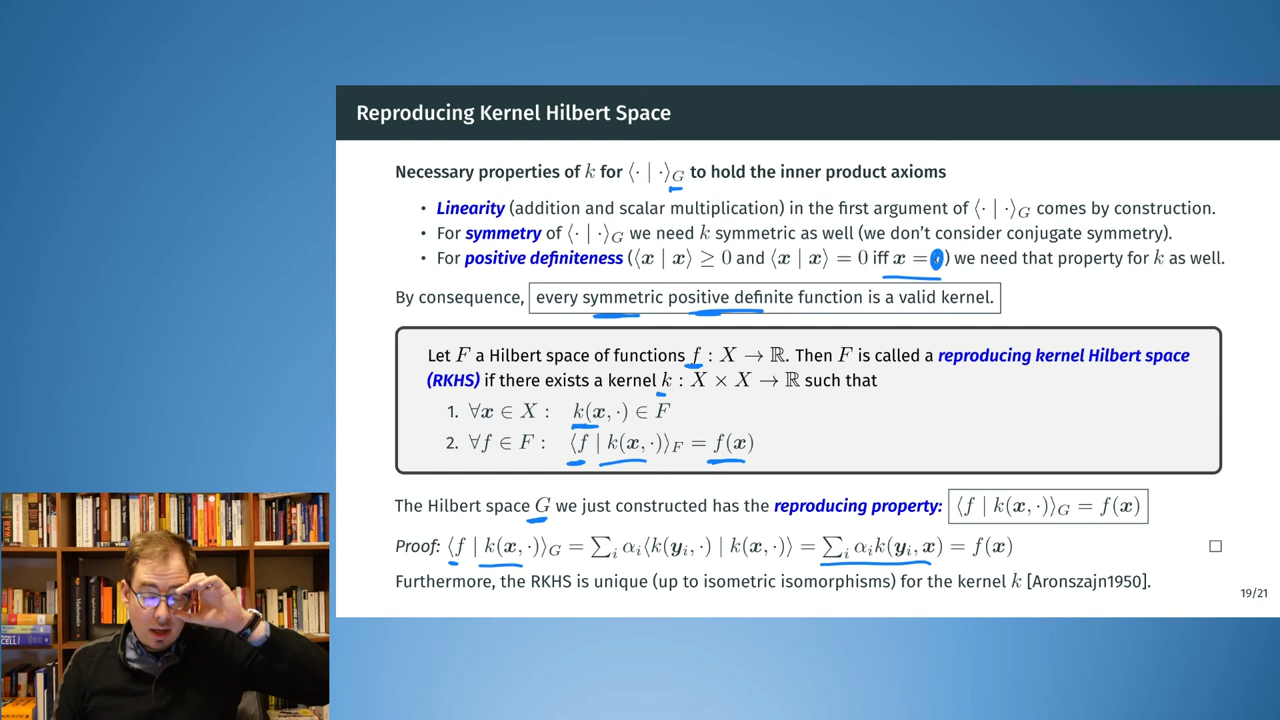 Reproducing Kernel Hilbert Space
Necessary properties of k for ⟨· | ·⟩_G to hold the inner product axioms
• Linearity (addition and scalar multiplication) in the first argument of ⟨· | ·⟩_G comes by construction.
• For symmetry of ⟨· | ·⟩_G we need k symmetric as well (we don't consider conjugate symmetry).
• For positive definiteness (⟨x | x⟩ ≥ 0 and ⟨x | x⟩ = 0 iff x = ) we need that property for k as well.
By consequence, every symmetric positive definite function is a valid kernel.
Let F a Hilbert space of functions f : X → ℝ. Then F is called a reproducing kernel Hilbert space
(RKHS) if there exists a kernel k : X × X → ℝ such that
1. ∀x ∈ X : k(x, ·) ∈ F
2. ∀f ∈ F : ⟨f | k(x, ·)⟩_F = f(x)
The Hilbert space G we just constructed has the reproducing property: ⟨f | k(x, ·)⟩_G = f(x)
Proof: ⟨f | k(x, ·)⟩_G = ∑_i α_i⟨k(y_i, ·) | k(x, ·)⟩ = ∑_i α_i k(y_i, x) = f(x) □
Furthermore, the RKHS is unique (up to isometric isomorphisms) for the kernel k [Aronszajn1950].
19/21
CELL